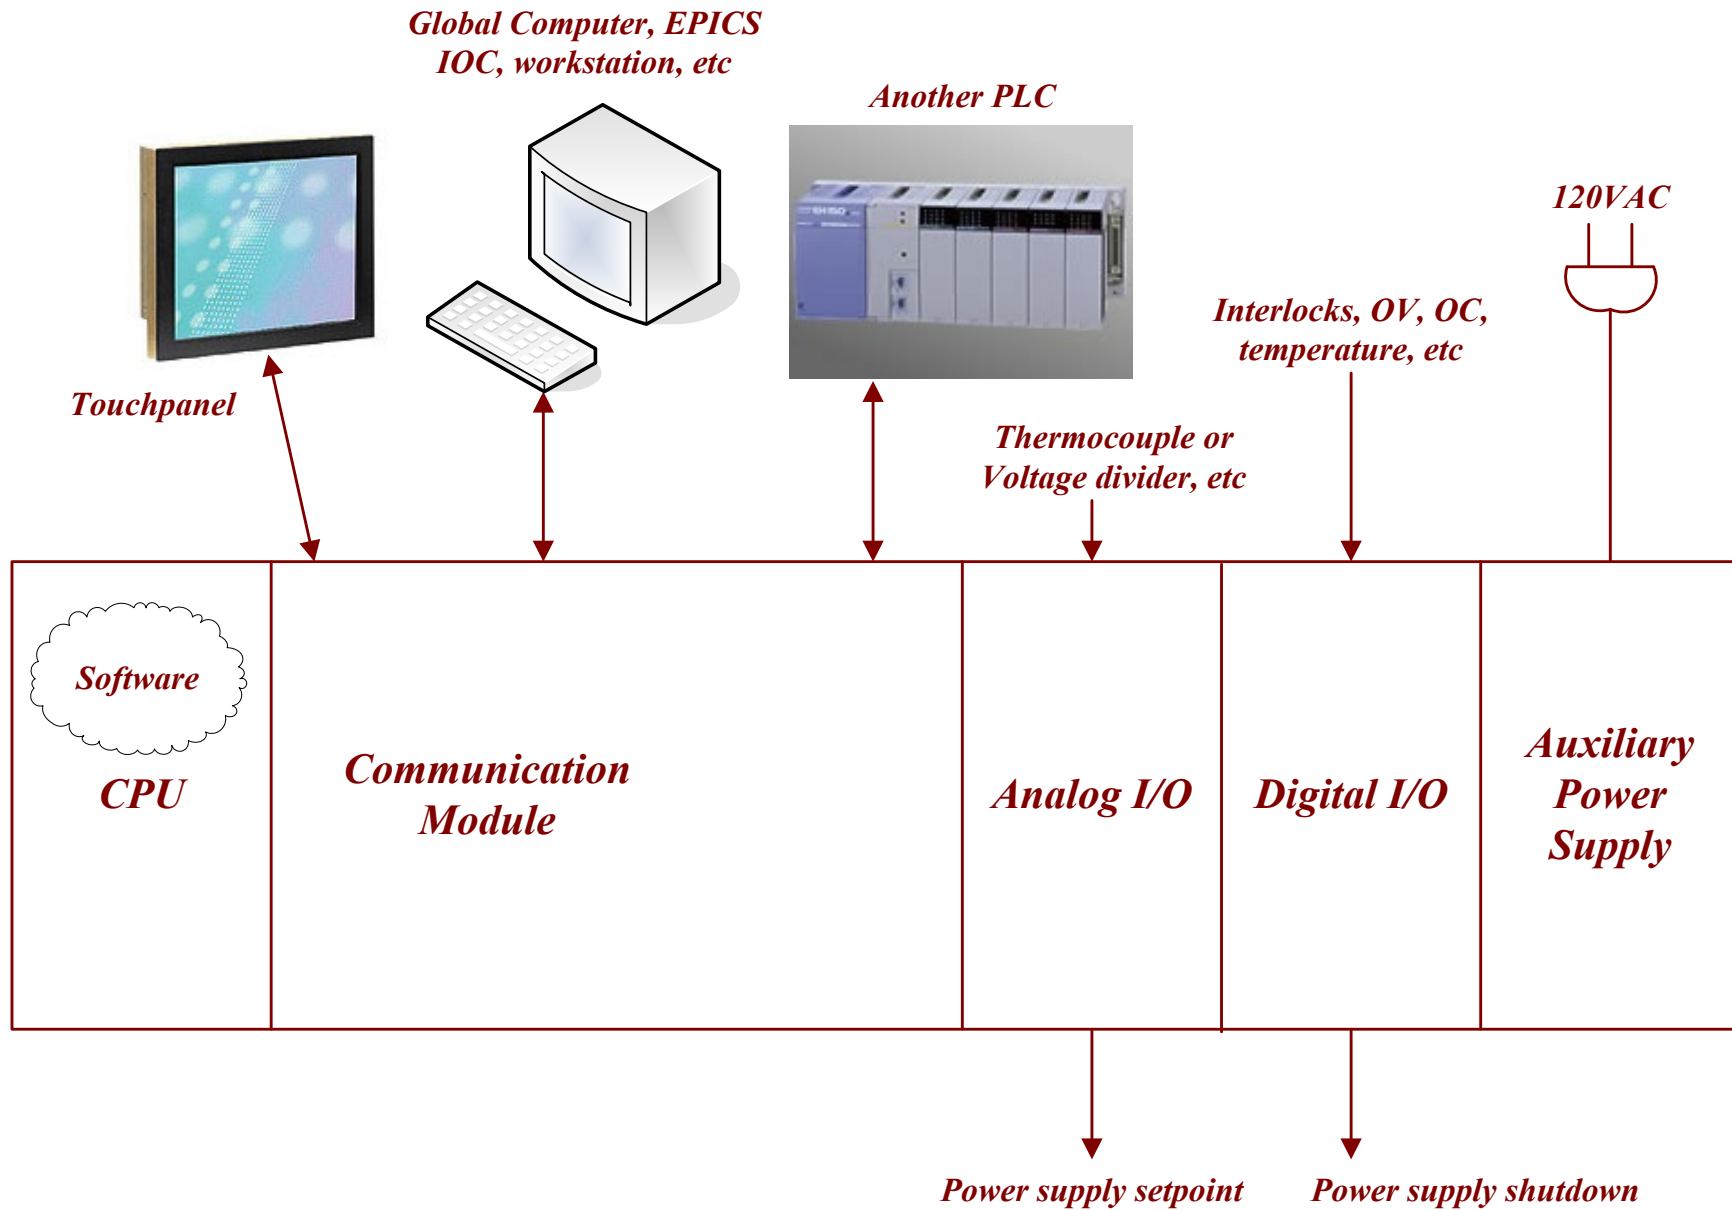 Global Computer, EPICS
IOC, workstation, etc
Another PLC
120VAC
Interlocks, OV, OC,
temperature, etc
Touchpanel
Thermocouple or
Voltage divider, etc
Software
CPU
Communication
Module
Analog I/O
Digital I/O
Auxiliary
Power
Supply
Power supply setpoint
Power supply shutdown